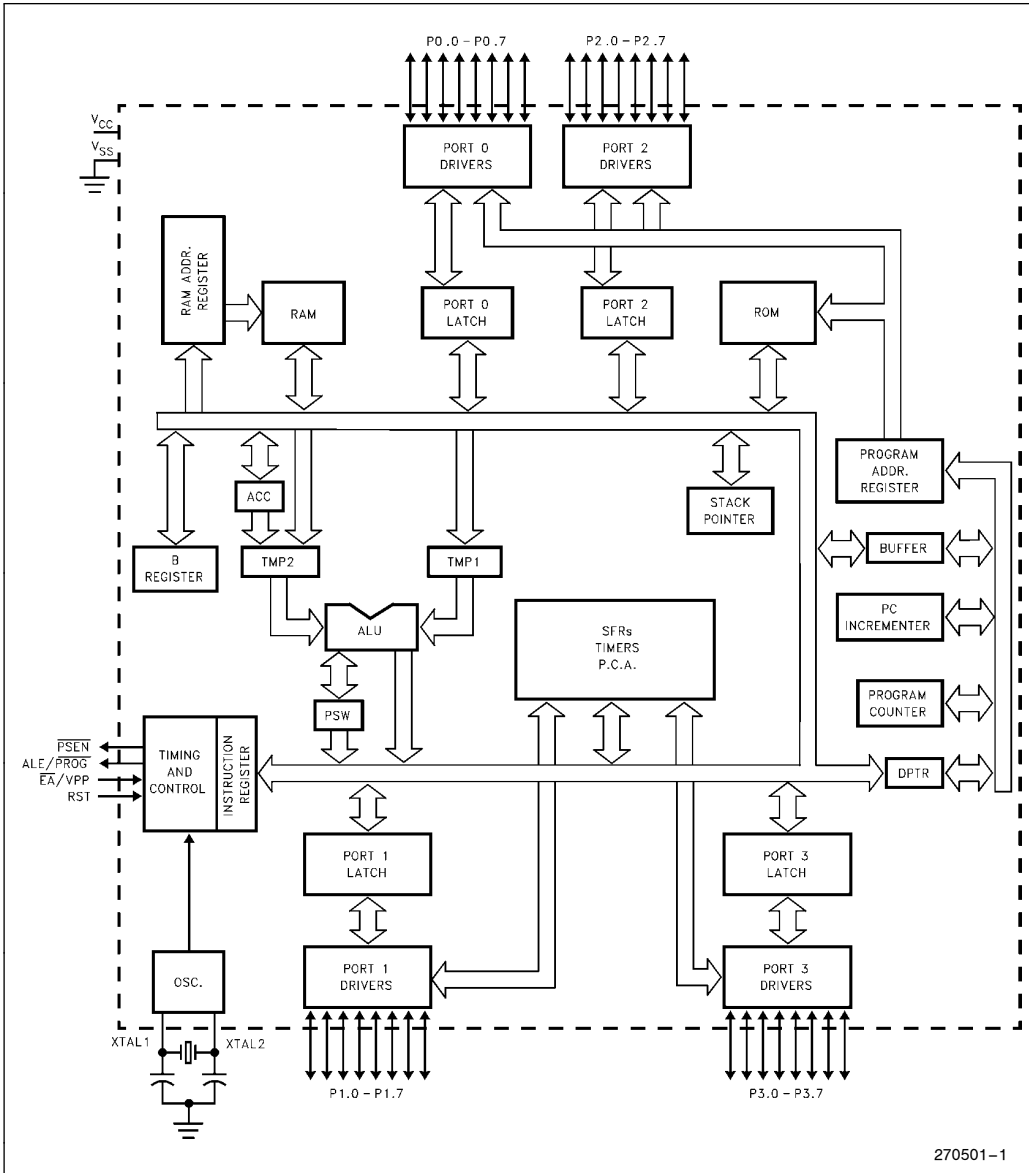 P0.0 – P0.7
P2.0 – P2.7
VCC
VSS
PORT 0
DRIVERS
PORT 2
DRIVERS
RAM ADDR.
REGISTER
RAM
PORT 0
LATCH
PORT 2
LATCH
ROM
PROGRAM
ADDR.
REGISTER
ACC
STACK
POINTER
B
REGISTER
TMP2
TMP1
BUFFER
ALU
SFRs
TIMERS
P.C.A.
PC
INCREMENTER
PSW
PROGRAM
COUNTER
PSEN
ALE/PROG
EA/VPP
RST
TIMING
AND
CONTROL
INSTRUCTION
REGISTER
DPTR
PORT 1
LATCH
PORT 3
LATCH
OSC.
PORT 1
DRIVERS
PORT 3
DRIVERS
XTAL1
XTAL2
P1.0 – P1.7
P3.0 – P3.7
270501–1